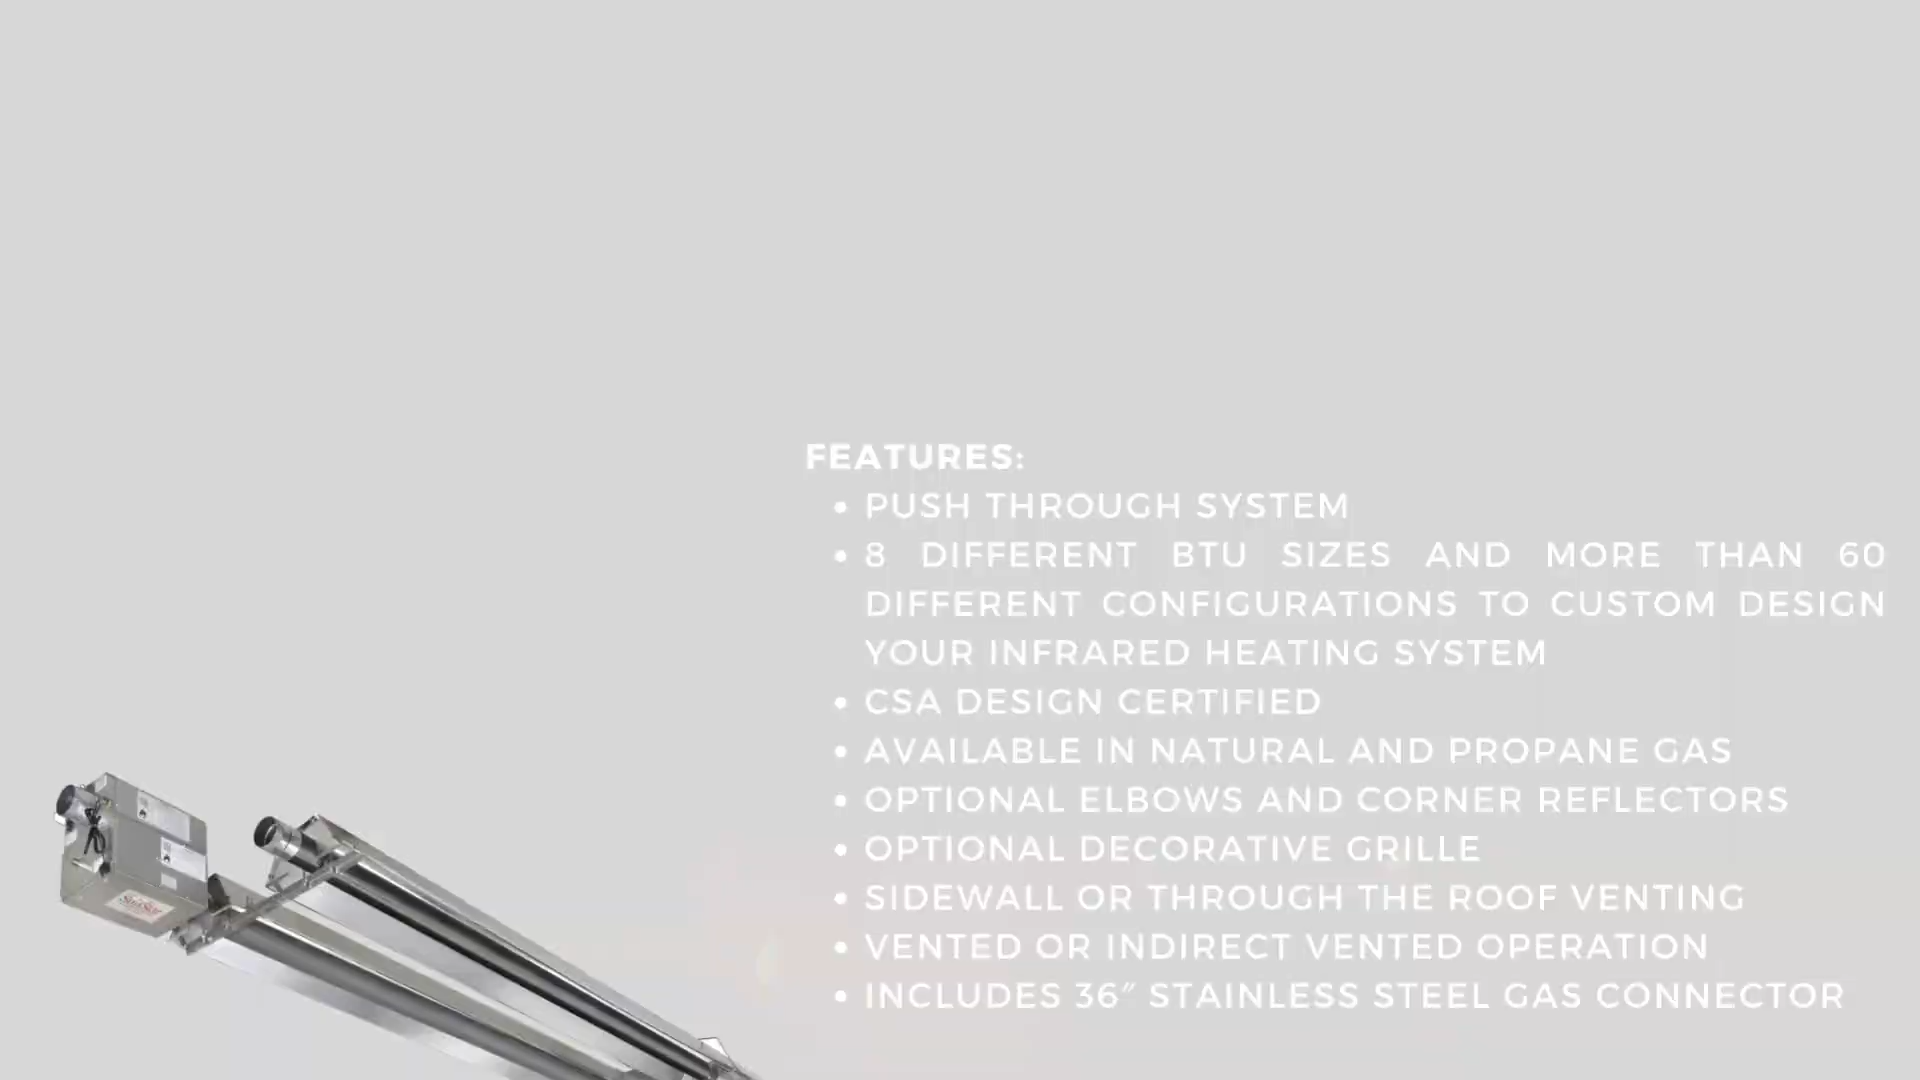 FEATURES:
• PUSH THROUGH SYSTEM
• 8 DIFFERENT BTU SIZES AND MORE THAN 60
DIFFERENT CONFIGURATIONS TO CUSTOM DESIGN
YOUR INFRARED HEATING SYSTEM
• CSA DESIGN CERTIFIED
• AVAILABLE IN NATURAL AND PROPANE GAS
• OPTIONAL ELBOWS AND CORNER REFLECTORS
• OPTIONAL DECORATIVE GRILLE
• SIDEWALL OR THROUGH THE ROOF VENTING
• VENTED OR INDIRECT VENTED OPERATION
• INCLUDES 36″ STAINLESS STEEL GAS CONNECTOR